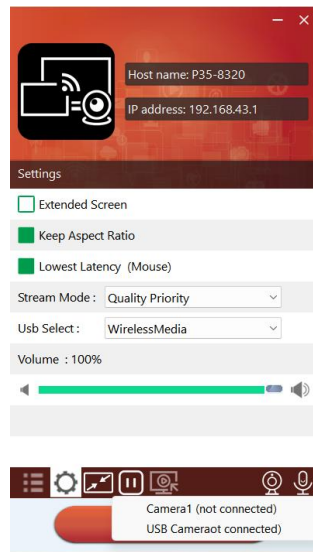 Host name: P35-8320
IP address: 192.168.43.1
Settings
Extended Screen
Keep Aspect Ratio
Lowest Latency (Mouse)
Stream Mode : Quality Priority
Usb Select : WirelessMedia
Volume : 100%
Camera1 (not connected)
USB Cameraot connected)